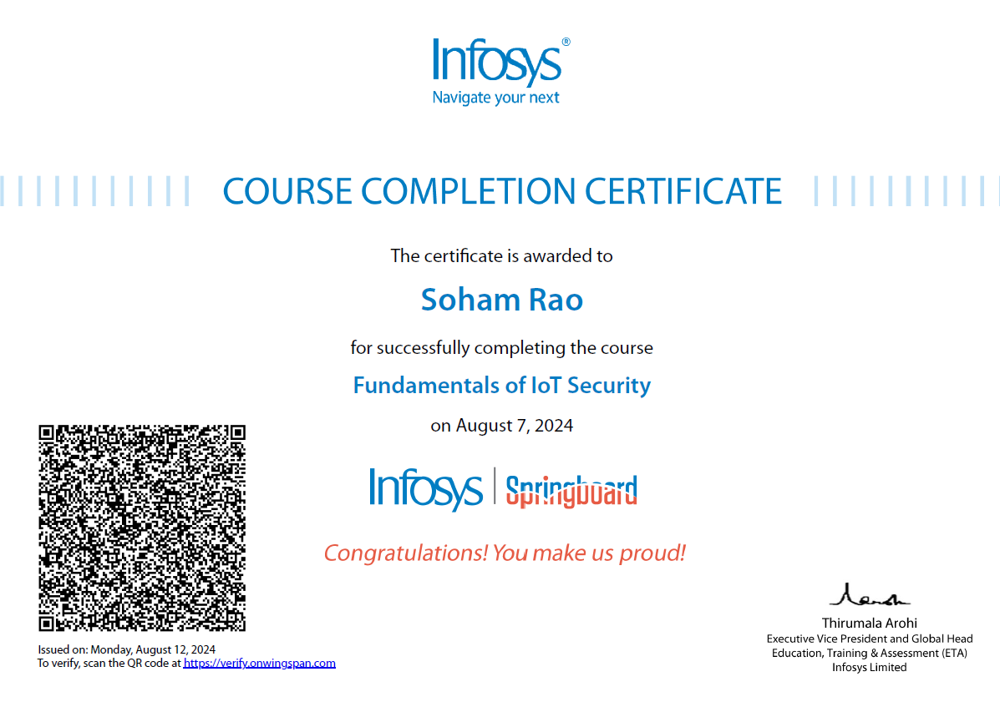 Infosys®
Navigate your next
COURSE COMPLETION CERTIFICATE
The certificate is awarded to
Soham Rao
for successfully completing the course
Fundamentals of IoT Security
on August 7, 2024
Infosys | Springboard
Congratulations! You make us proud!
Issued on: Monday, August 12, 2024
To verify, scan the QR code at https://verify.onwingspan.com
Thirumala Arohi
Executive Vice President and Global Head
Education, Training & Assessment (ETA)
Infosys Limited